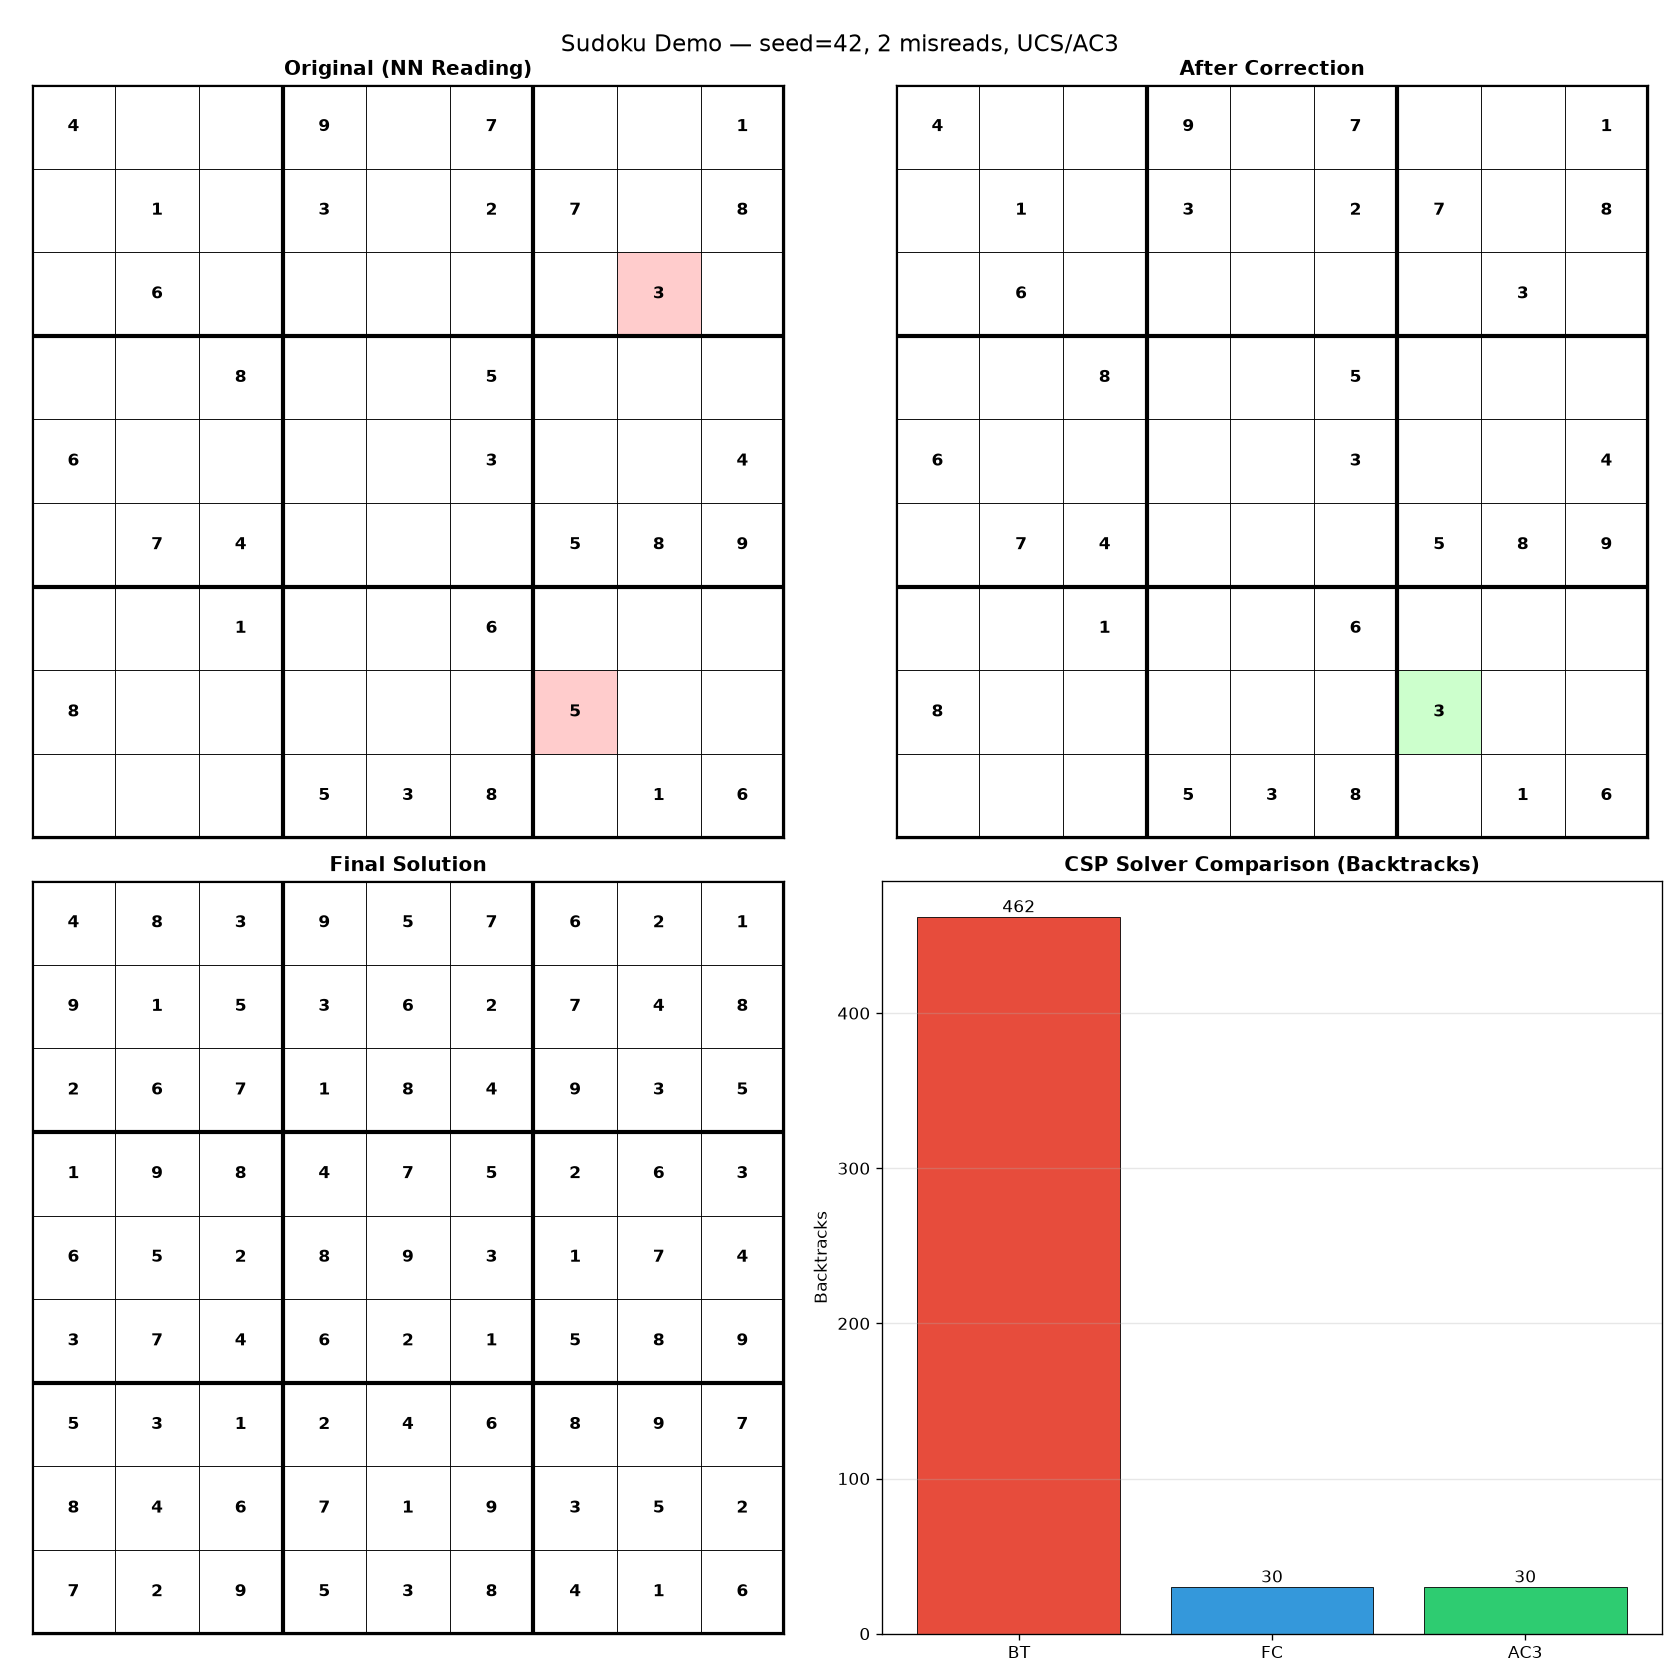 Sudoku Demo — seed=42, 2 misreads, UCS/AC3
Original (NN Reading)
4 9 7 1
1 3 2 7 8
6 3
8 5
6 3 4
7 4 5 8 9
1 6
8 5
5 3 8 1 6
After Correction
4 9 7 1
1 3 2 7 8
6 3
8 5
6 3 4
7 4 5 8 9
1 6
8 3
5 3 8 1 6
Final Solution
4 8 3 9 5 7 6 2 1
9 1 5 3 6 2 7 4 8
2 6 7 1 8 4 9 3 5
1 9 8 4 7 5 2 6 3
6 5 2 8 9 3 1 7 4
3 7 4 6 2 1 5 8 9
5 3 1 2 4 6 8 9 7
8 4 6 7 1 9 3 5 2
7 2 9 5 3 8 4 1 6
CSP Solver Comparison (Backtracks)
462
30
30
400
300
200
100
0
Backtracks
BT FC AC3